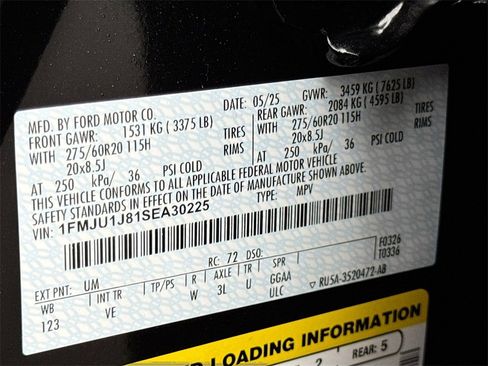 MFD. BY FORD MOTOR CO.
DATE: 05/25 GVWR: 3459 KG (7625 LB)
FRONT GAWR: 1531 KG (3375 LB) REAR GAWR: 2084 KG (4595 LB)
WITH 275/60R20 115H TIRES WITH 275/60R20 115H TIRES
20x8.5J RIMS 20x8.5J RIMS
AT 250 kPa/ 36 PSI COLD AT 250 kPa/ 36 PSI COLD
THIS VEHICLE CONFORMS TO ALL APPLICABLE FEDERAL MOTOR VEHICLE
SAFETY STANDARDS IN EFFECT ON THE DATE OF MANUFACTURE SHOWN ABOVE.
VIN: 1FMJU1J81SEA30225 TYPE: MPV
F0326
T0336
EXT PNT: UM RC: 72 DSO:
WB INT TR TP/PS R AXLE TR SPR
123 VE W 3L U GGAA
ULC ▼ RU5A-3520472-AB
LOADING INFORMATION
2 REAR: 5